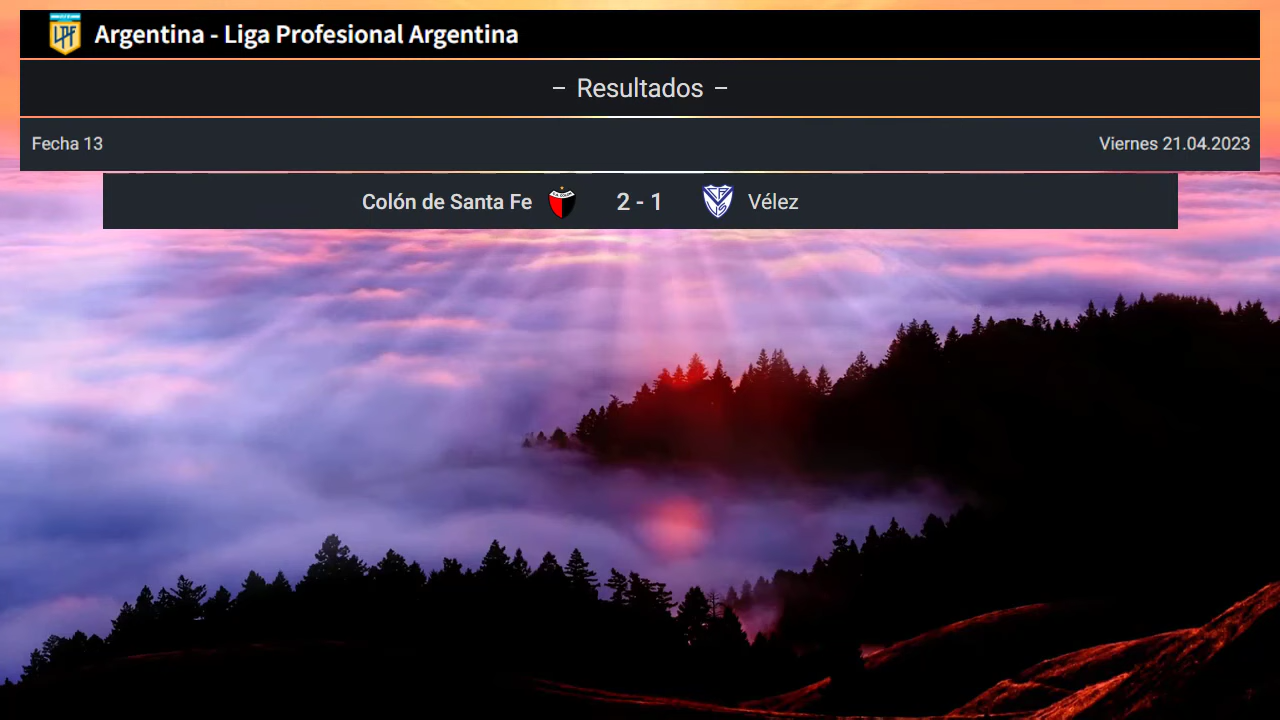 Argentina - Liga Profesional Argentina
– Resultados –
Fecha 13 Viernes 21.04.2023
Colón de Santa Fe 2 - 1 Vélez